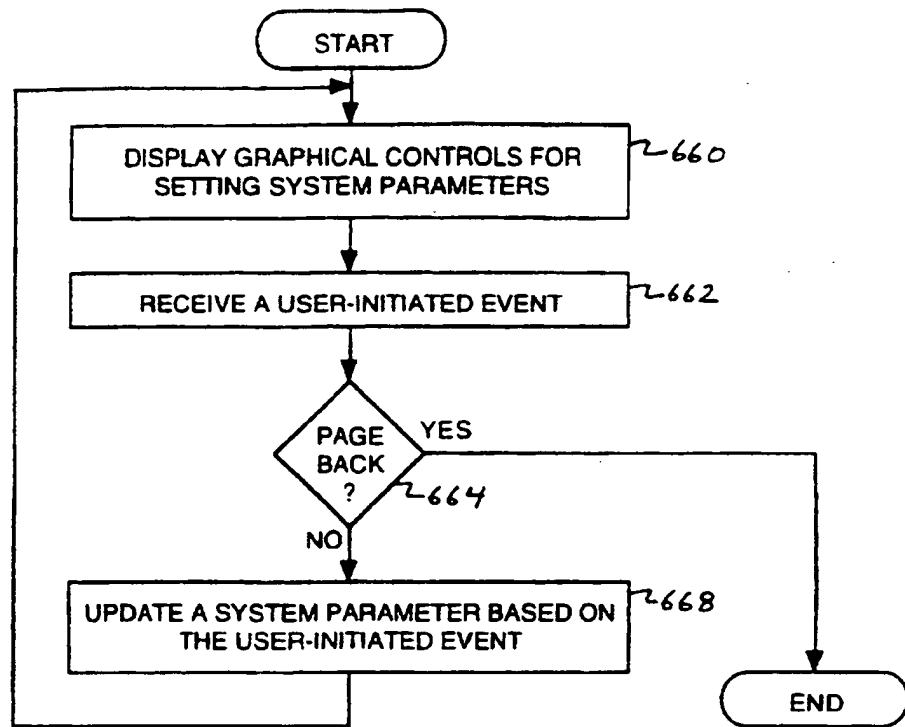 START
DISPLAY GRAPHICAL CONTROLS FOR
SETTING SYSTEM PARAMETERS
660
RECEIVE A USER-INITIATED EVENT
662
PAGE
BACK
?
YES
664
NO
UPDATE A SYSTEM PARAMETER BASED ON
THE USER-INITIATED EVENT
668
END